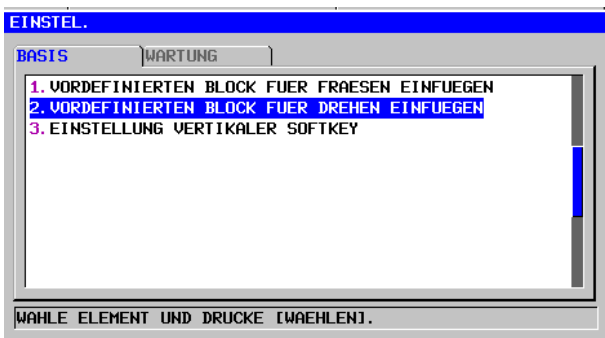 EINSTEL.
BASIS WARTUNG
1. VORDEFINIERTEN BLOCK FUER FRAESEN EINFUEGEN
2. VORDEFINIERTEN BLOCK FUER DREHEN EINFUEGEN
3. EINSTELLUNG VERTIKALER SOFTKEY
WAHLE ELEMENT UND DRUCKE [WAEHLEN].